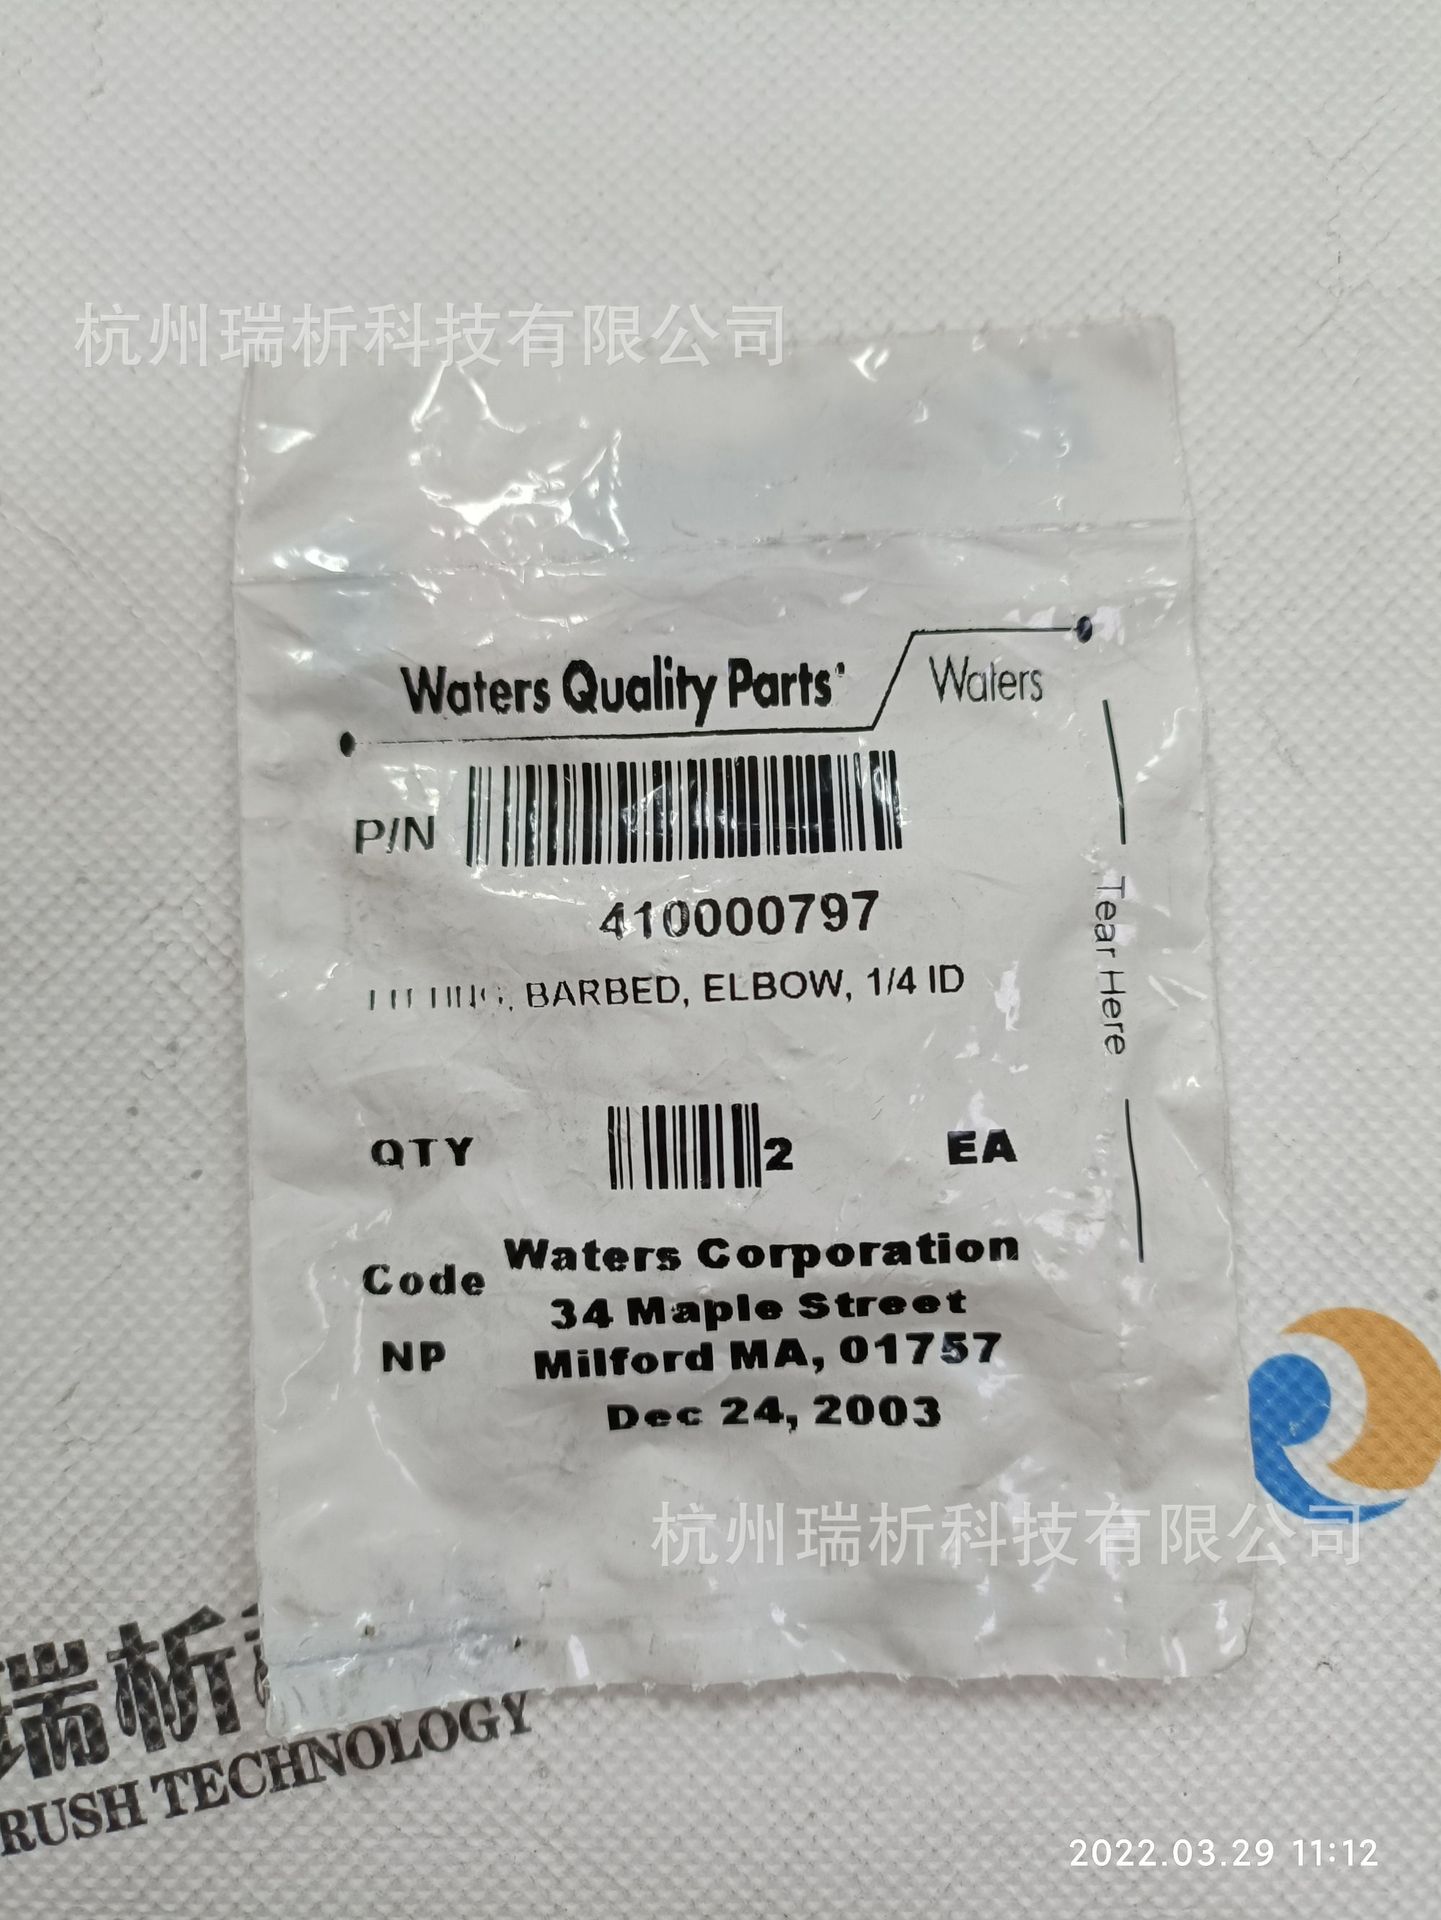 杭州瑞析科技有限公司
Waters Quality Parts
Waters
P/N
410000797
FITTING, BARBED, ELBOW, 1/4 ID
Tear Here
QTY
2
EA
Code
Waters Corporation
34 Maple Street
NP
Milford MA, 01757
Dec 24, 2003
杭州瑞析科技有限公司
瑞析
RUSH TECHNOLOGY
2022.03.29 11:12